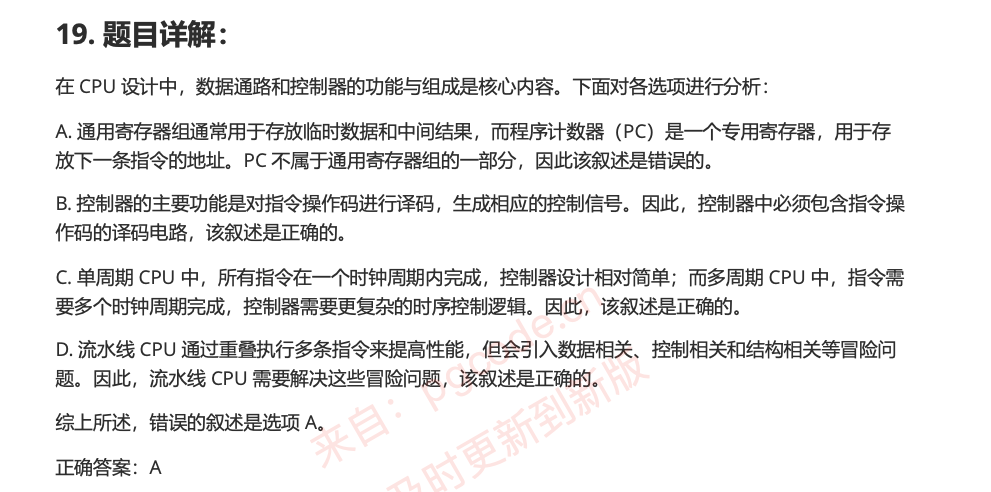 19. 题目详解：
在 CPU 设计中，数据通路和控制器的功能与组成是核心内容。下面对各选项进行分析：
A. 通用寄存器组通常用于存放临时数据和中间结果，而程序计数器（PC）是一个专用寄存器，用于存
放下一条指令的地址。PC 不属于通用寄存器组的一部分，因此该叙述是错误的。
B. 控制器的主要功能是对指令操作码进行译码，生成相应的控制信号。因此，控制器中必须包含指令操
作码的译码电路，该叙述是正确的。
C. 单周期 CPU 中，所有指令在一个时钟周期内完成，控制器设计相对简单；而多周期 CPU 中，指令需
要多个时钟周期完成，控制器需要更复杂的时序控制逻辑。因此，该叙述是正确的。
D. 流水线 CPU 通过重叠执行多条指令来提高性能，但会引入数据相关、控制相关和结构相关等冒险问
题。因此，流水线 CPU 需要解决这些冒险问题，该叙述是正确的。
综上所述，错误的叙述是选项 A。
正确答案：A
来自：pgcode.cn
及时更新到新版